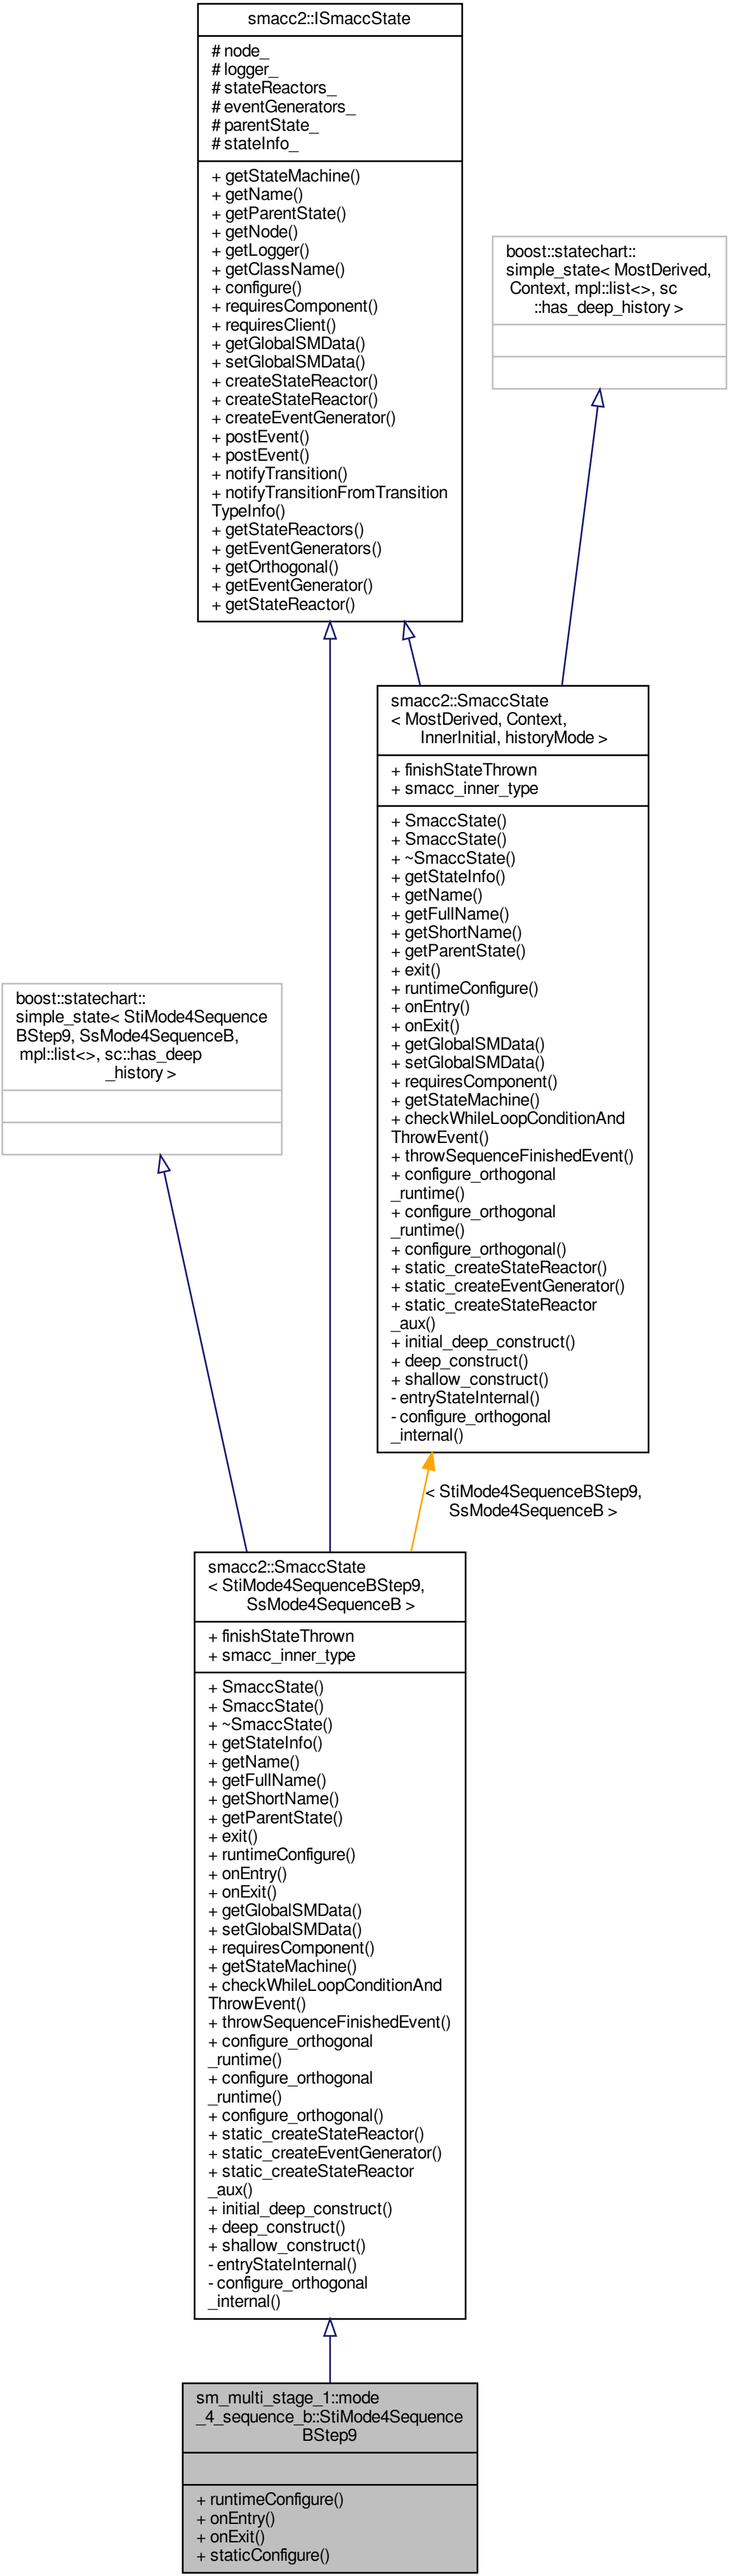 smacc2::ISmaccState
# node_
# logger_
# stateReactors_
# eventGenerators_
# parentState_
# stateInfo_
+ getStateMachine()
+ getName()
+ getParentState()
+ getNode()
+ getLogger()
+ getClassName()
+ configure()
+ requiresComponent()
+ requiresClient()
+ getGlobalSMData()
+ setGlobalSMData()
+ createStateReactor()
+ createStateReactor()
+ createEventGenerator()
+ postEvent()
+ postEvent()
+ notifyTransition()
+ notifyTransitionFromTransition
TypeInfo()
+ getStateReactors()
+ getEventGenerators()
+ getOrthogonal()
+ getEventGenerator()
+ getStateReactor()
boost::statechart::
simple_state< MostDerived,
Context, mpl::list<>, sc
::has_deep_history >
smacc2::SmaccState
< MostDerived, Context,
InnerInitial, historyMode >
+ finishStateThrown
+ smacc_inner_type
+ SmaccState()
+ SmaccState()
+ ~SmaccState()
+ getStateInfo()
+ getName()
+ getFullName()
+ getShortName()
+ getParentState()
+ exit()
+ runtimeConfigure()
+ onEntry()
+ onExit()
+ getGlobalSMData()
+ setGlobalSMData()
+ requiresComponent()
+ getStateMachine()
+ checkWhileLoopConditionAnd
ThrowEvent()
+ throwSequenceFinishedEvent()
+ configure_orthogonal
_runtime()
+ configure_orthogonal
_runtime()
+ configure_orthogonal()
+ static_createStateReactor()
+ static_createEventGenerator()
+ static_createStateReactor
_aux()
+ initial_deep_construct()
+ deep_construct()
+ shallow_construct()
- entryStateInternal()
- configure_orthogonal
_internal()
boost::statechart::
simple_state< StiMode4Sequence
BStep9, SsMode4SequenceB,
mpl::list<>, sc::has_deep
_history >
< StiMode4SequenceBStep9,
SsMode4SequenceB >
smacc2::SmaccState
< StiMode4SequenceBStep9,
SsMode4SequenceB >
+ finishStateThrown
+ smacc_inner_type
+ SmaccState()
+ SmaccState()
+ ~SmaccState()
+ getStateInfo()
+ getName()
+ getFullName()
+ getShortName()
+ getParentState()
+ exit()
+ runtimeConfigure()
+ onEntry()
+ onExit()
+ getGlobalSMData()
+ setGlobalSMData()
+ requiresComponent()
+ getStateMachine()
+ checkWhileLoopConditionAnd
ThrowEvent()
+ throwSequenceFinishedEvent()
+ configure_orthogonal
_runtime()
+ configure_orthogonal
_runtime()
+ configure_orthogonal()
+ static_createStateReactor()
+ static_createEventGenerator()
+ static_createStateReactor
_aux()
+ initial_deep_construct()
+ deep_construct()
+ shallow_construct()
- entryStateInternal()
- configure_orthogonal
_internal()
sm_multi_stage_1::mode
_4_sequence_b::StiMode4Sequence
BStep9
+ runtimeConfigure()
+ onEntry()
+ onExit()
+ staticConfigure()